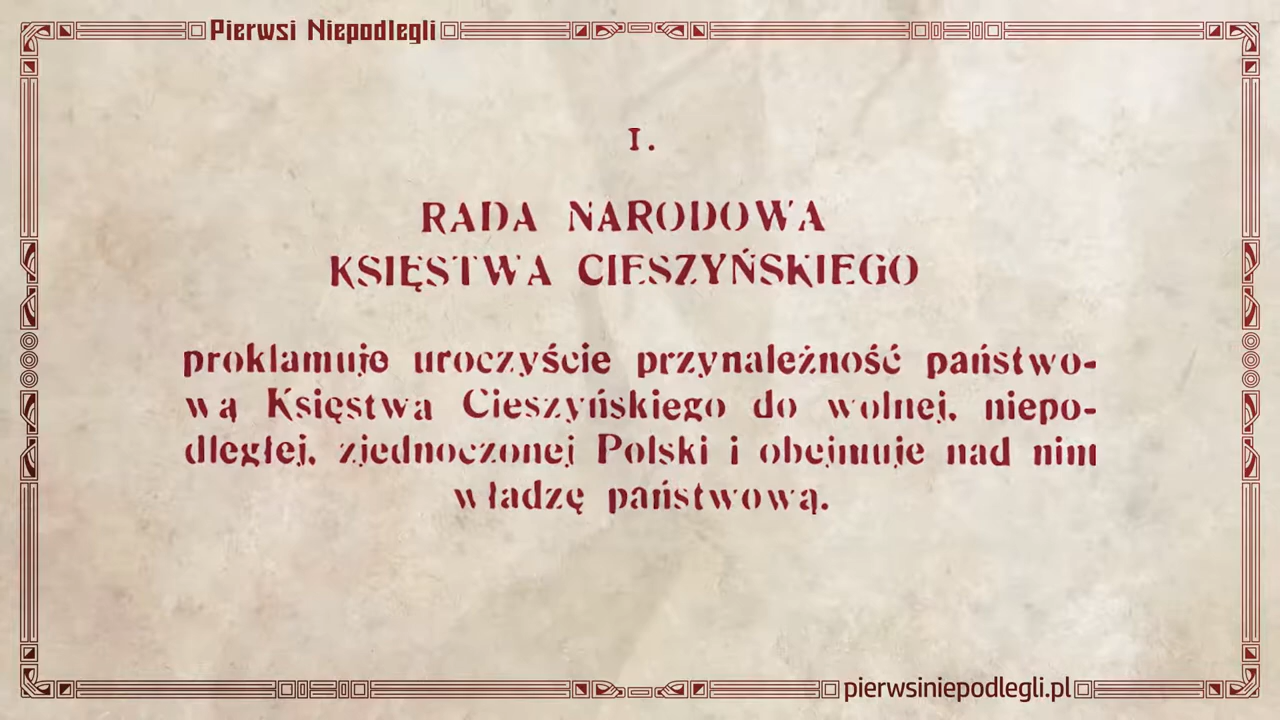 Pierwsi Niepodlegli
I.
RADA NARODOWA
KSIĘSTWA CIESZYŃSKIEGO
proklamuje uroczyście przynależność państwo-
wą Księstwa Cieszyńskiego do wolnej, niepo-
dległej, zjednoczonej Polski i obejmuje nad nim
władzę państwową.
pierwsiniepodlegli.pl